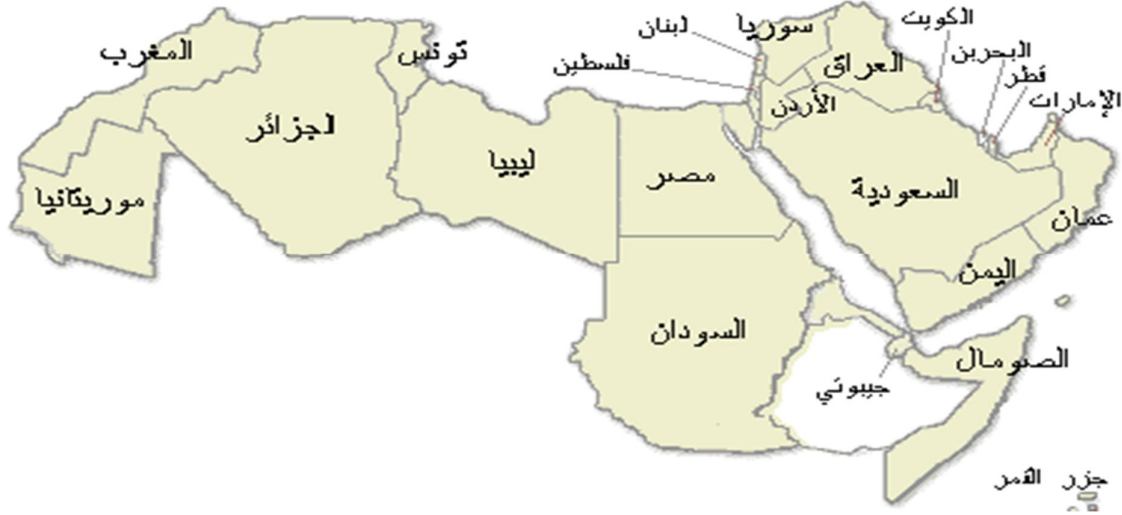 الكويت
سوريا
لبنان
البحرين
المغرب
تونس
العراق
فلسطين
قطر
الإمارات
الأردن
الجزائر
ليبيا
مصر
السعودية
موريتانيا
عمان
اليمن
السودان
الصومال
جيبوتي
جزر القمر